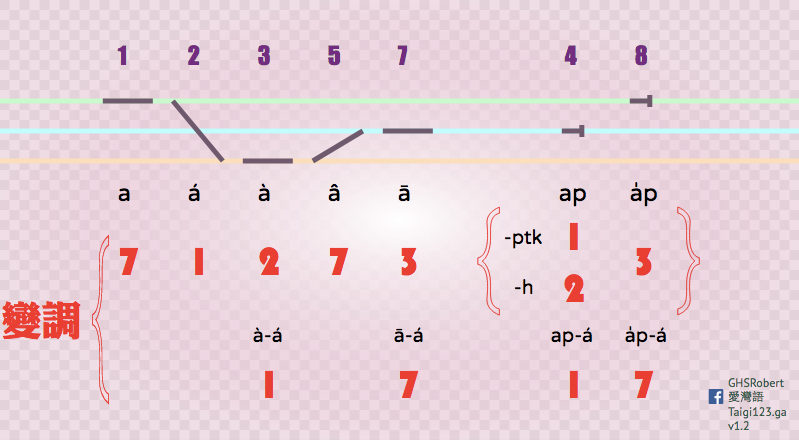 1 2 3 5 7 4 8
a á à â ā ap a̍p
-ptk 1
7 1 2 7 3 3
-h 2
變調
à-á ā-á ap-á a̍p-á
1 7 1 7
GHSRobert
愛灣語
Taigi123.ga
v1.2